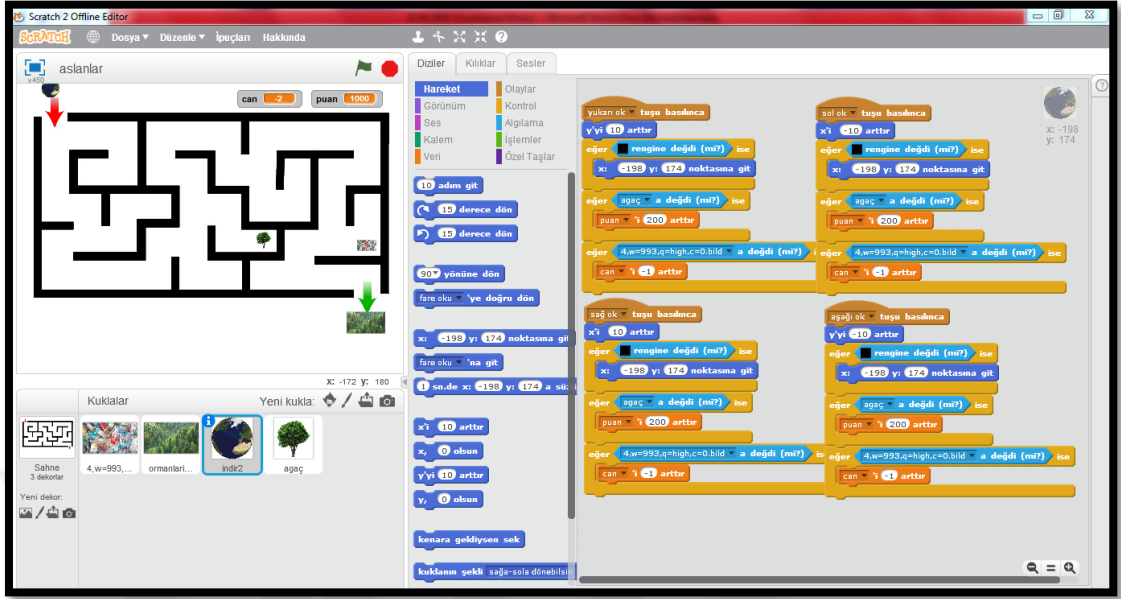 Scratch 2 Offline Editor
SCRATCH Dosya Düzenle İpuçları Hakkında
aslanlar
v450
can -2
puan 1000
x: -172 y: 180
Kuklalar
Yeni kukla:
Sahne
3 dekorlar
Yeni dekor:
4,w=993,...
ormanlari...
indir2
agaç
Diziler Kılıklar Sesler
Hareket
Görünüm
Ses
Kalem
Veri
Olaylar
Kontrol
Algılama
İşlemler
Özel Taşlar
10 adım git
15 derece dön
15 derece dön
90 yönüne dön
fare oku 'ye doğru dön
x: -198 y: 174 noktasına git
fare oku 'na git
1 sn.de x: -198 y: 174 a sü
x'i 10 arttır
x, 0 olsun
y'yi 10 arttır
y, 0 olsun
kenara geldiysen sek
kuklanın şekli sağa-sola dönebilsin
yukarı ok tuşu basılınca
y'yi 10 arttır
eğer rengine değdi (mi?) ise
x: -198 y: 174 noktasına git
eğer agaç a değdi (mi?) ise
puan 'i 200 arttır
eğer 4,w=993,q=high,c=0.bild a değdi (mi?)
can 'i -1 arttır
sol ok tuşu basılınca
x'i -10 arttır
eğer rengine değdi (mi?) ise
x: -198 y: 174 noktasına git
eğer agaç a değdi (mi?) ise
puan 'i 200 arttır
eğer 4,w=993,q=high,c=0.bild a değdi (mi?) ise
can 'i -1 arttır
sağ ok tuşu basılınca
x'i 10 arttır
eğer rengine değdi (mi?) ise
x: -198 y: 174 noktasına git
eğer agaç a değdi (mi?) ise
puan 'i 200 arttır
eğer 4,w=993,q=high,c=0.bild a değdi (mi?) is
can 'i -1 arttır
aşağı ok tuşu basılınca
y'yi -10 arttır
eğer rengine değdi (mi?) ise
x: -198 y: 174 noktasına git
eğer agaç a değdi (mi?) ise
puan 'i 200 arttır
eğer 4,w=993,q=high,c=0.bild a değdi (mi?) ise
can 'i -1 arttır
x: -198
y: 174